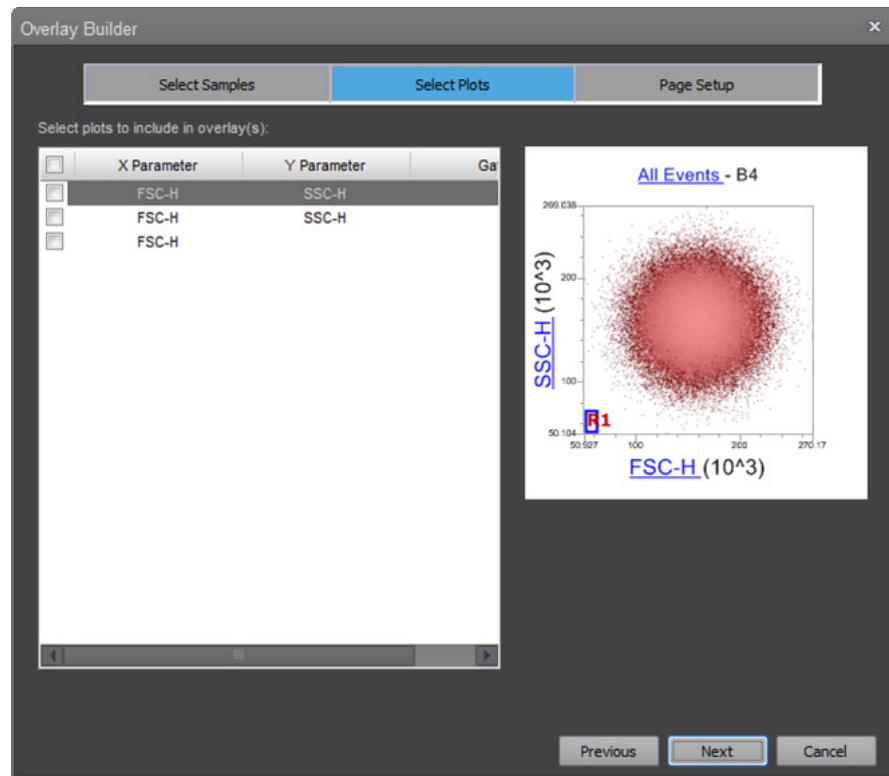 Overlay Builder
Select Samples Select Plots Page Setup
Select plots to include in overlay(s):
X Parameter Y Parameter Ga
FSC-H SSC-H
FSC-H SSC-H
FSC-H
All Events - B4
269.038
200
100
50.104
SSC-H (10^3)
R1
50.927 100 200 270.17
FSC-H (10^3)
Previous Next Cancel